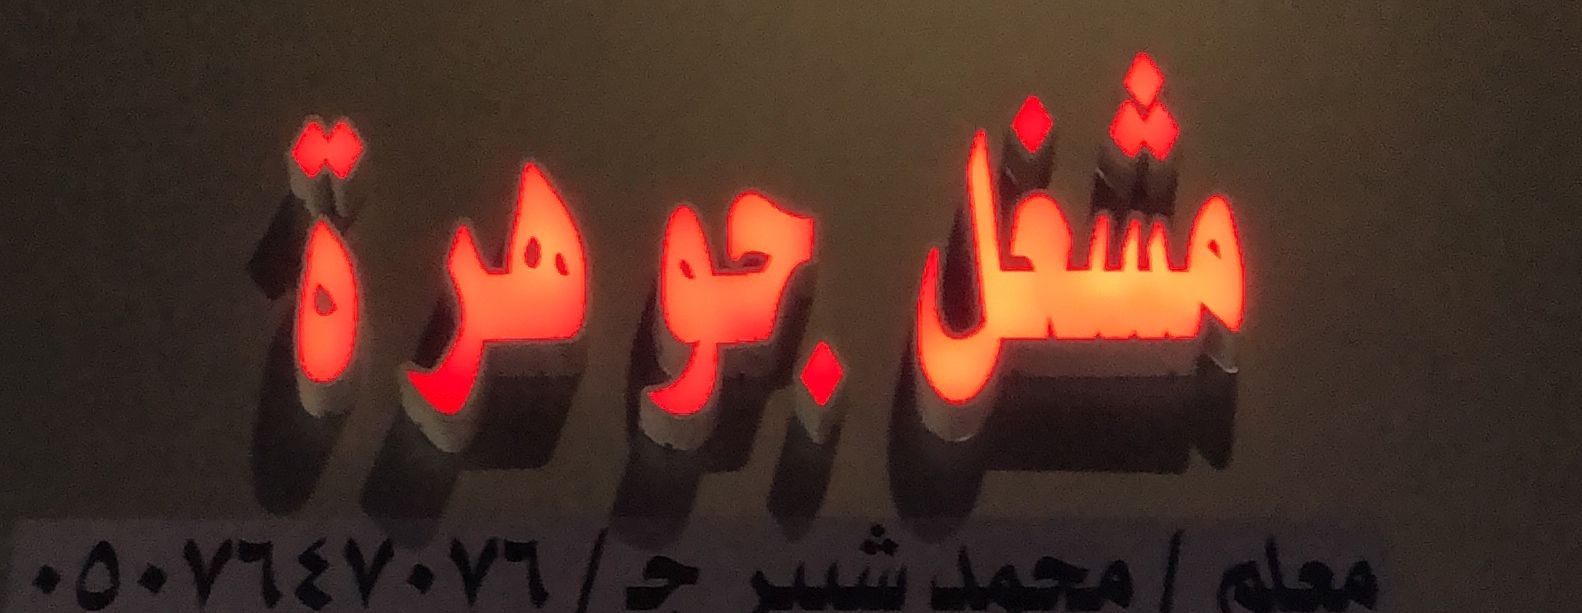 مشغل جوهرة
معلم / محمد شبير ج/ ٠٥٠٧٦٤٧٠٧٦